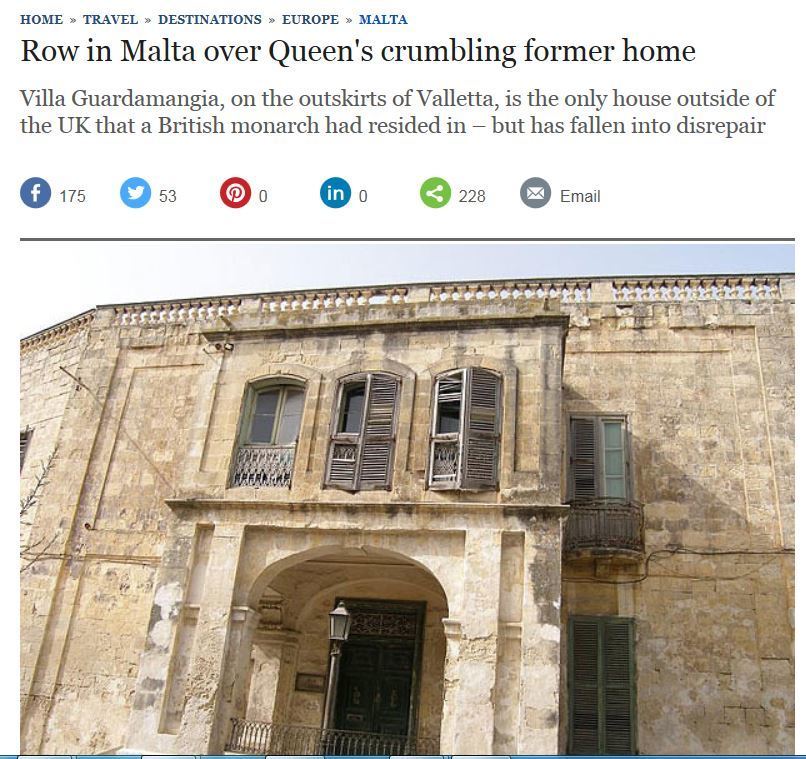 HOME » TRAVEL » DESTINATIONS » EUROPE » MALTA
Row in Malta over Queen's crumbling former home
Villa Guardamangia, on the outskirts of Valletta, is the only house outside of
the UK that a British monarch had resided in – but has fallen into disrepair
175 53 0 in 0 228 Email